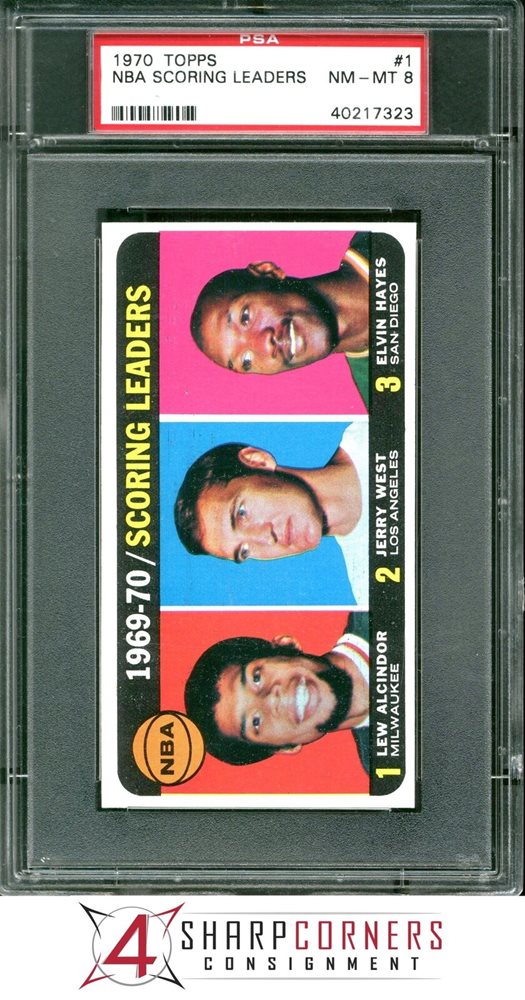 PSA
1970 TOPPS #1
NBA SCORING LEADERS NM-MT 8
40217323
1969-70/SCORING LEADERS
NBA
1 LEW ALCINDOR
MILWAUKEE
2 JERRY WEST
LOS ANGELES
3 ELVIN HAYES
SAN DIEGO
4 SHARPCORNERS
CONSIGNMENT